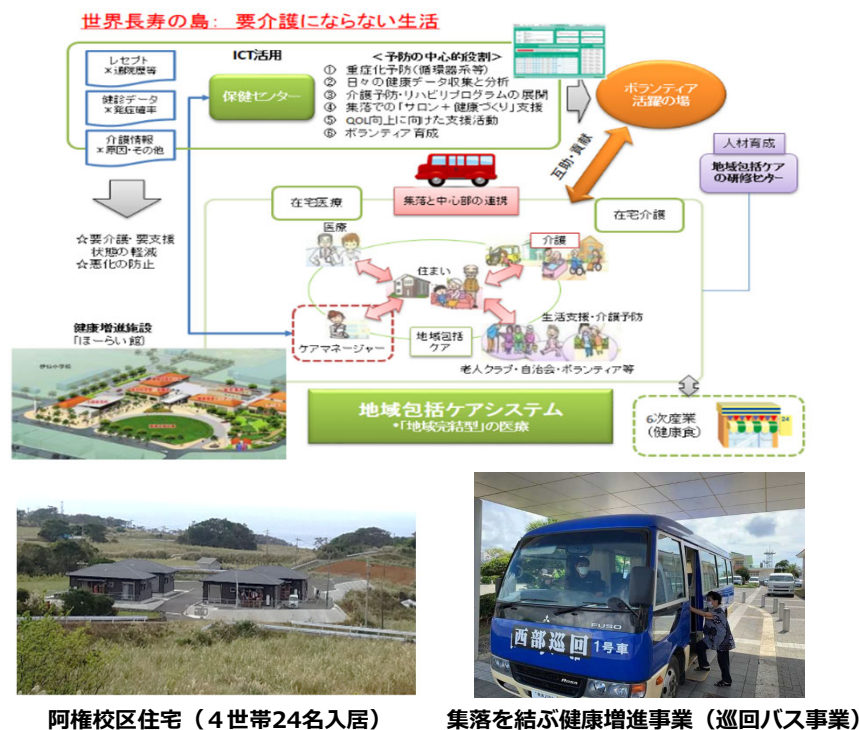 世界長寿の島: 要介護にならない生活
レセプト
×通院歴等
健診データ
×発症確率
介護情報
×原因・その他
ICT活用
保健センター
<予防の中心的役割>
① 重症化予防(循環器系等)
② 日々の健康データ収集と分析
③ 介護予防・リハビリプログラムの展開
④ 集落での「サロン+健康づくり」支援
⑤ QOL向上に向けた支援活動
⑥ ボランティア育成
ボランティア
活躍の場
互助・貢献
人材育成
地域包括ケア
の研修センター
☆要介護・要支援
状態の軽減
☆悪化の防止
在宅医療
集落と中心部の連携
在宅介護
医療
介護
住まい
生活支援・介護予防
ケアマネージャー
地域包括
ケア
老人クラブ・自治会・ボランティア等
健康増進施設
「ほーらい館」
伊仙小学校
地域包括ケアシステム
*「地域完結型」の医療
6次産業
(健康食)
24
西部巡回 1号車
FUSO
Rosa
阿権校区住宅(4世帯24名入居)
集落を結ぶ健康増進事業(巡回バス事業)